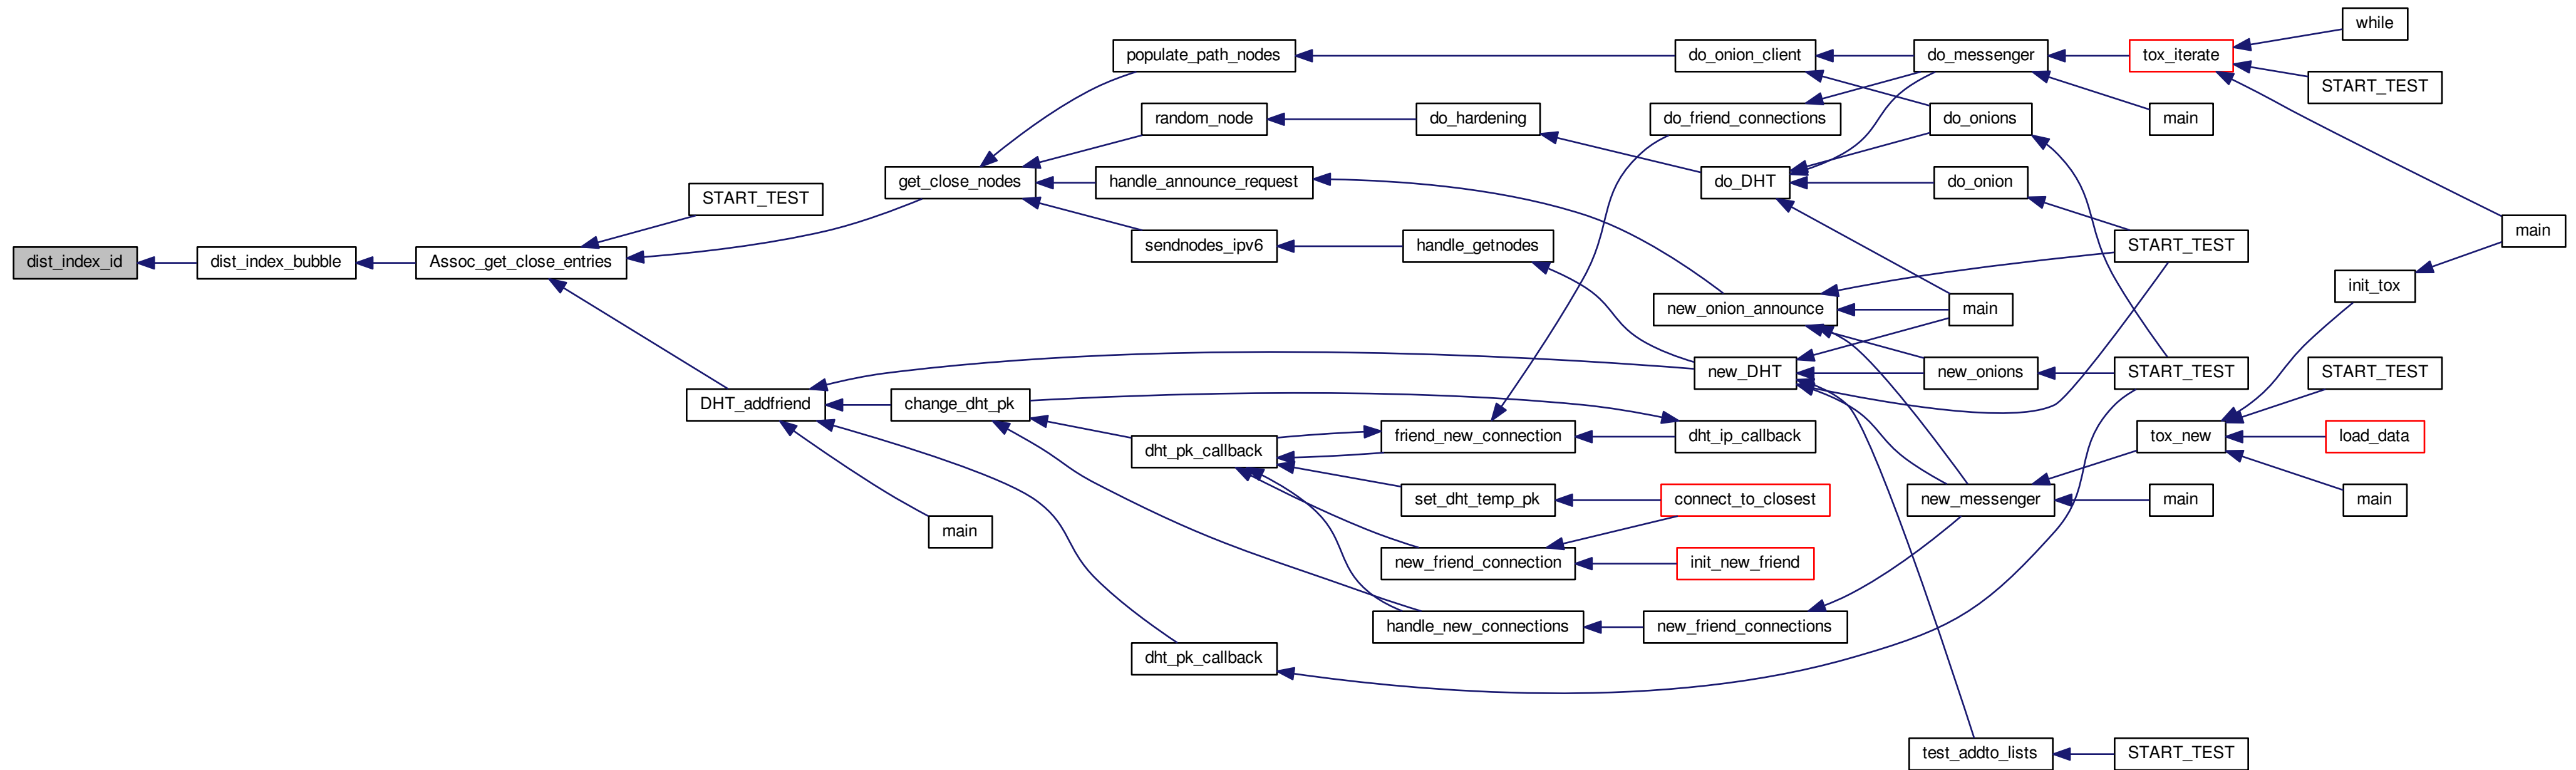 while
populate_path_nodes
do_onion_client
do_messenger
tox_iterate
START_TEST
random_node
do_hardening
do_friend_connections
do_onions
main
get_close_nodes
handle_announce_request
do_DHT
do_onion
START_TEST
sendnodes_ipv6
handle_getnodes
START_TEST
main
dist_index_id
dist_index_bubble
Assoc_get_close_entries
init_tox
new_onion_announce
main
new_DHT
new_onions
START_TEST
START_TEST
DHT_addfriend
change_dht_pk
friend_new_connection
dht_ip_callback
tox_new
load_data
dht_pk_callback
set_dht_temp_pk
connect_to_closest
new_messenger
main
main
main
new_friend_connection
init_new_friend
handle_new_connections
new_friend_connections
dht_pk_callback
test_addto_lists
START_TEST